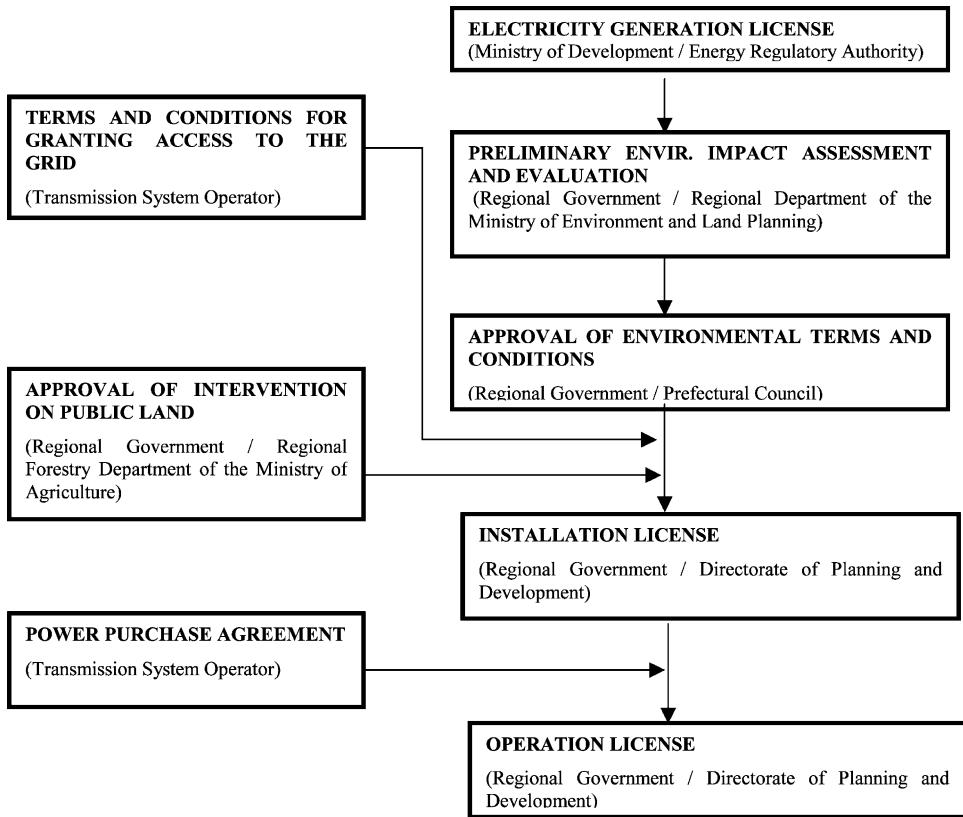 ELECTRICITY GENERATION LICENSE
(Ministry of Development / Energy Regulatory Authority)
TERMS AND CONDITIONS FOR
GRANTING ACCESS TO THE
GRID
(Transmission System Operator)
PRELIMINARY ENVIR. IMPACT ASSESSMENT
AND EVALUATION
(Regional Government / Regional Department of the
Ministry of Environment and Land Planning)
APPROVAL OF ENVIRONMENTAL TERMS AND
CONDITIONS
(Regional Government / Prefectural Council)
APPROVAL OF INTERVENTION
ON PUBLIC LAND
(Regional Government / Regional
Forestry Department of the Ministry of
Agriculture)
INSTALLATION LICENSE
(Regional Government / Directorate of Planning and
Development)
POWER PURCHASE AGREEMENT
(Transmission System Operator)
OPERATION LICENSE
(Regional Government / Directorate of Planning and
Development)